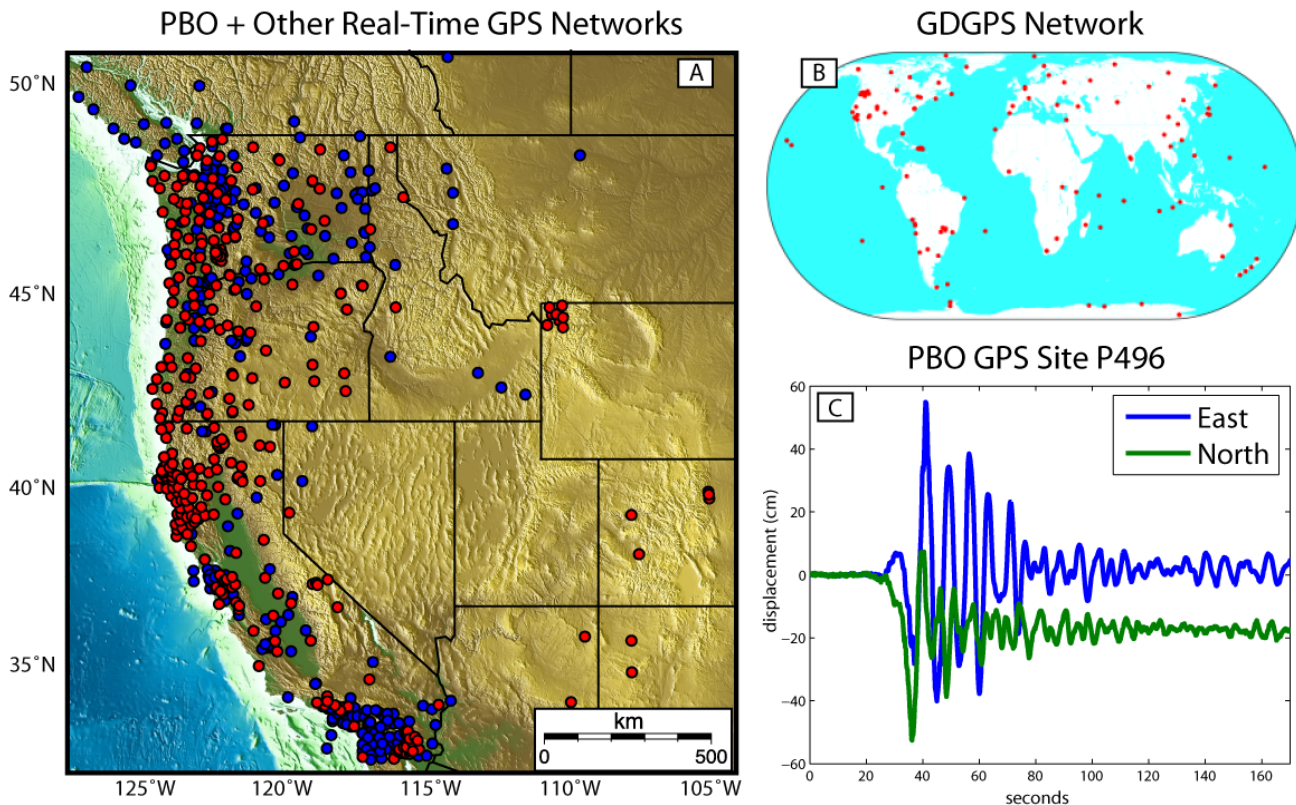 PBO + Other Real-Time GPS Networks
A
50°N
45°N
40°N
35°N
km
0 500
125°W 120°W 115°W 110°W 105°W
GDGPS Network
B
PBO GPS Site P496
C
East
North
displacement (cm)
60
40
20
0
−20
−40
−60
0 20 40 60 80 100 120 140 160
seconds